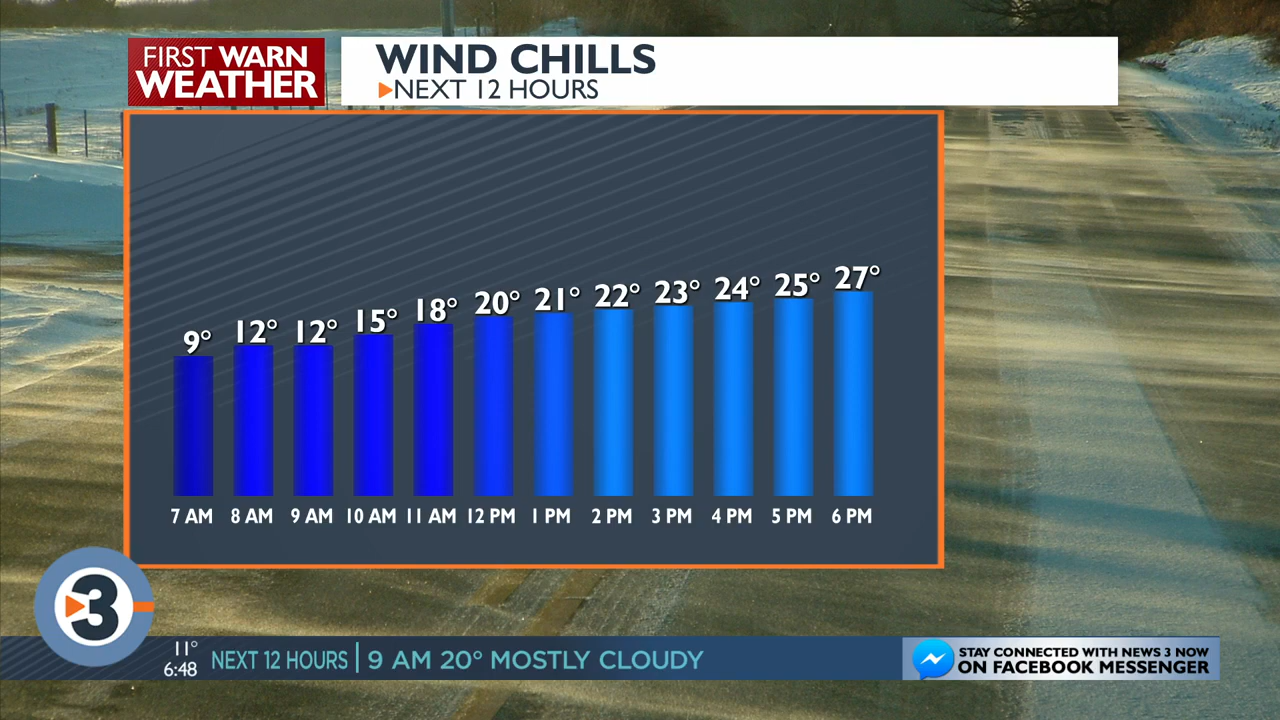 FIRST WARN
WEATHER
WIND CHILLS
NEXT 12 HOURS
9° 12° 12° 15° 18° 20° 21° 22° 23° 24° 25° 27°
7 AM 8 AM 9 AM 10 AM 11 AM 12 PM 1 PM 2 PM 3 PM 4 PM 5 PM 6 PM
3
11°
6:48
NEXT 12 HOURS | 9 AM 20° MOSTLY CLOUDY
STAY CONNECTED WITH NEWS 3 NOW
ON FACEBOOK MESSENGER